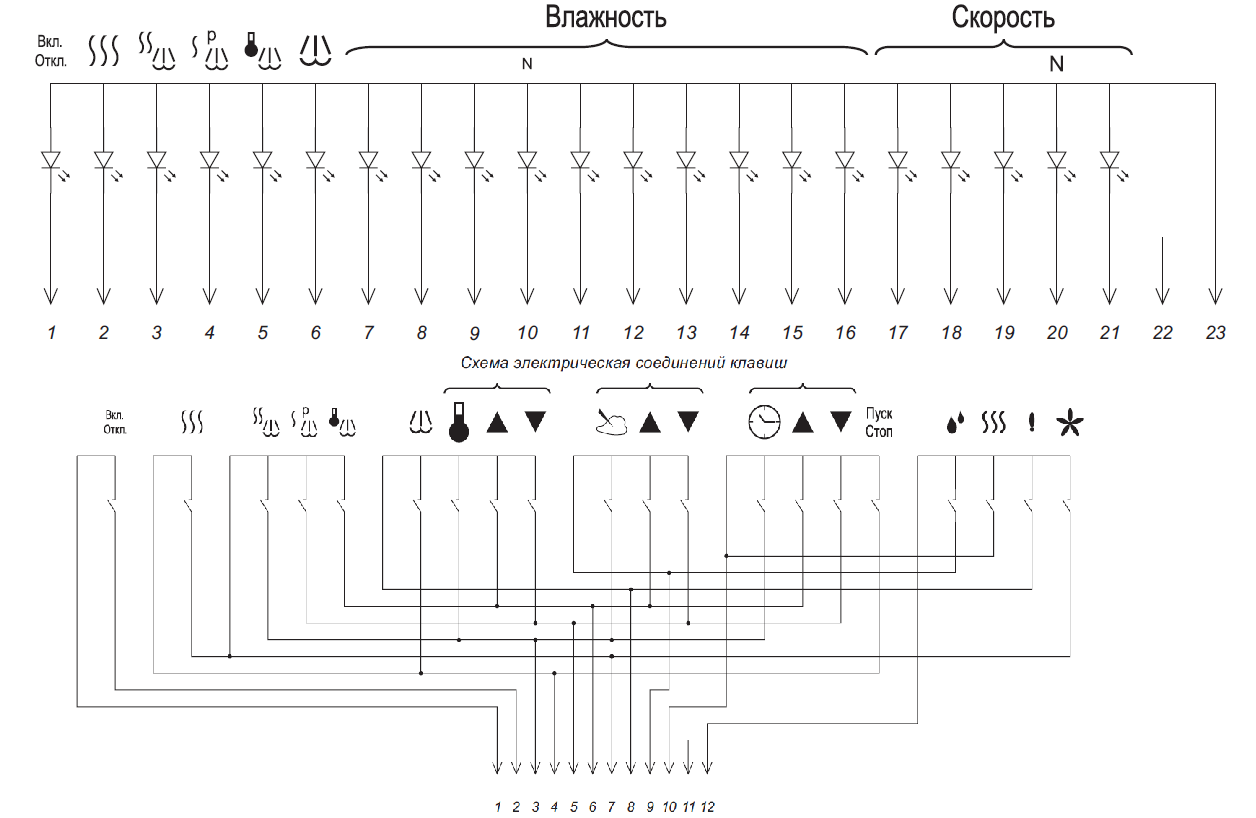 Влажность
Скорость
Вкл.
Откл.
p
N
N
1 2 3 4 5 6 7 8 9 10 11 12 13 14 15 16 17 18 19 20 21 22 23
Схема электрическая соединений клавиш
Вкл.
Откл.
p
Пуск
Стоп
1 2 3 4 5 6 7 8 9 10 11 12